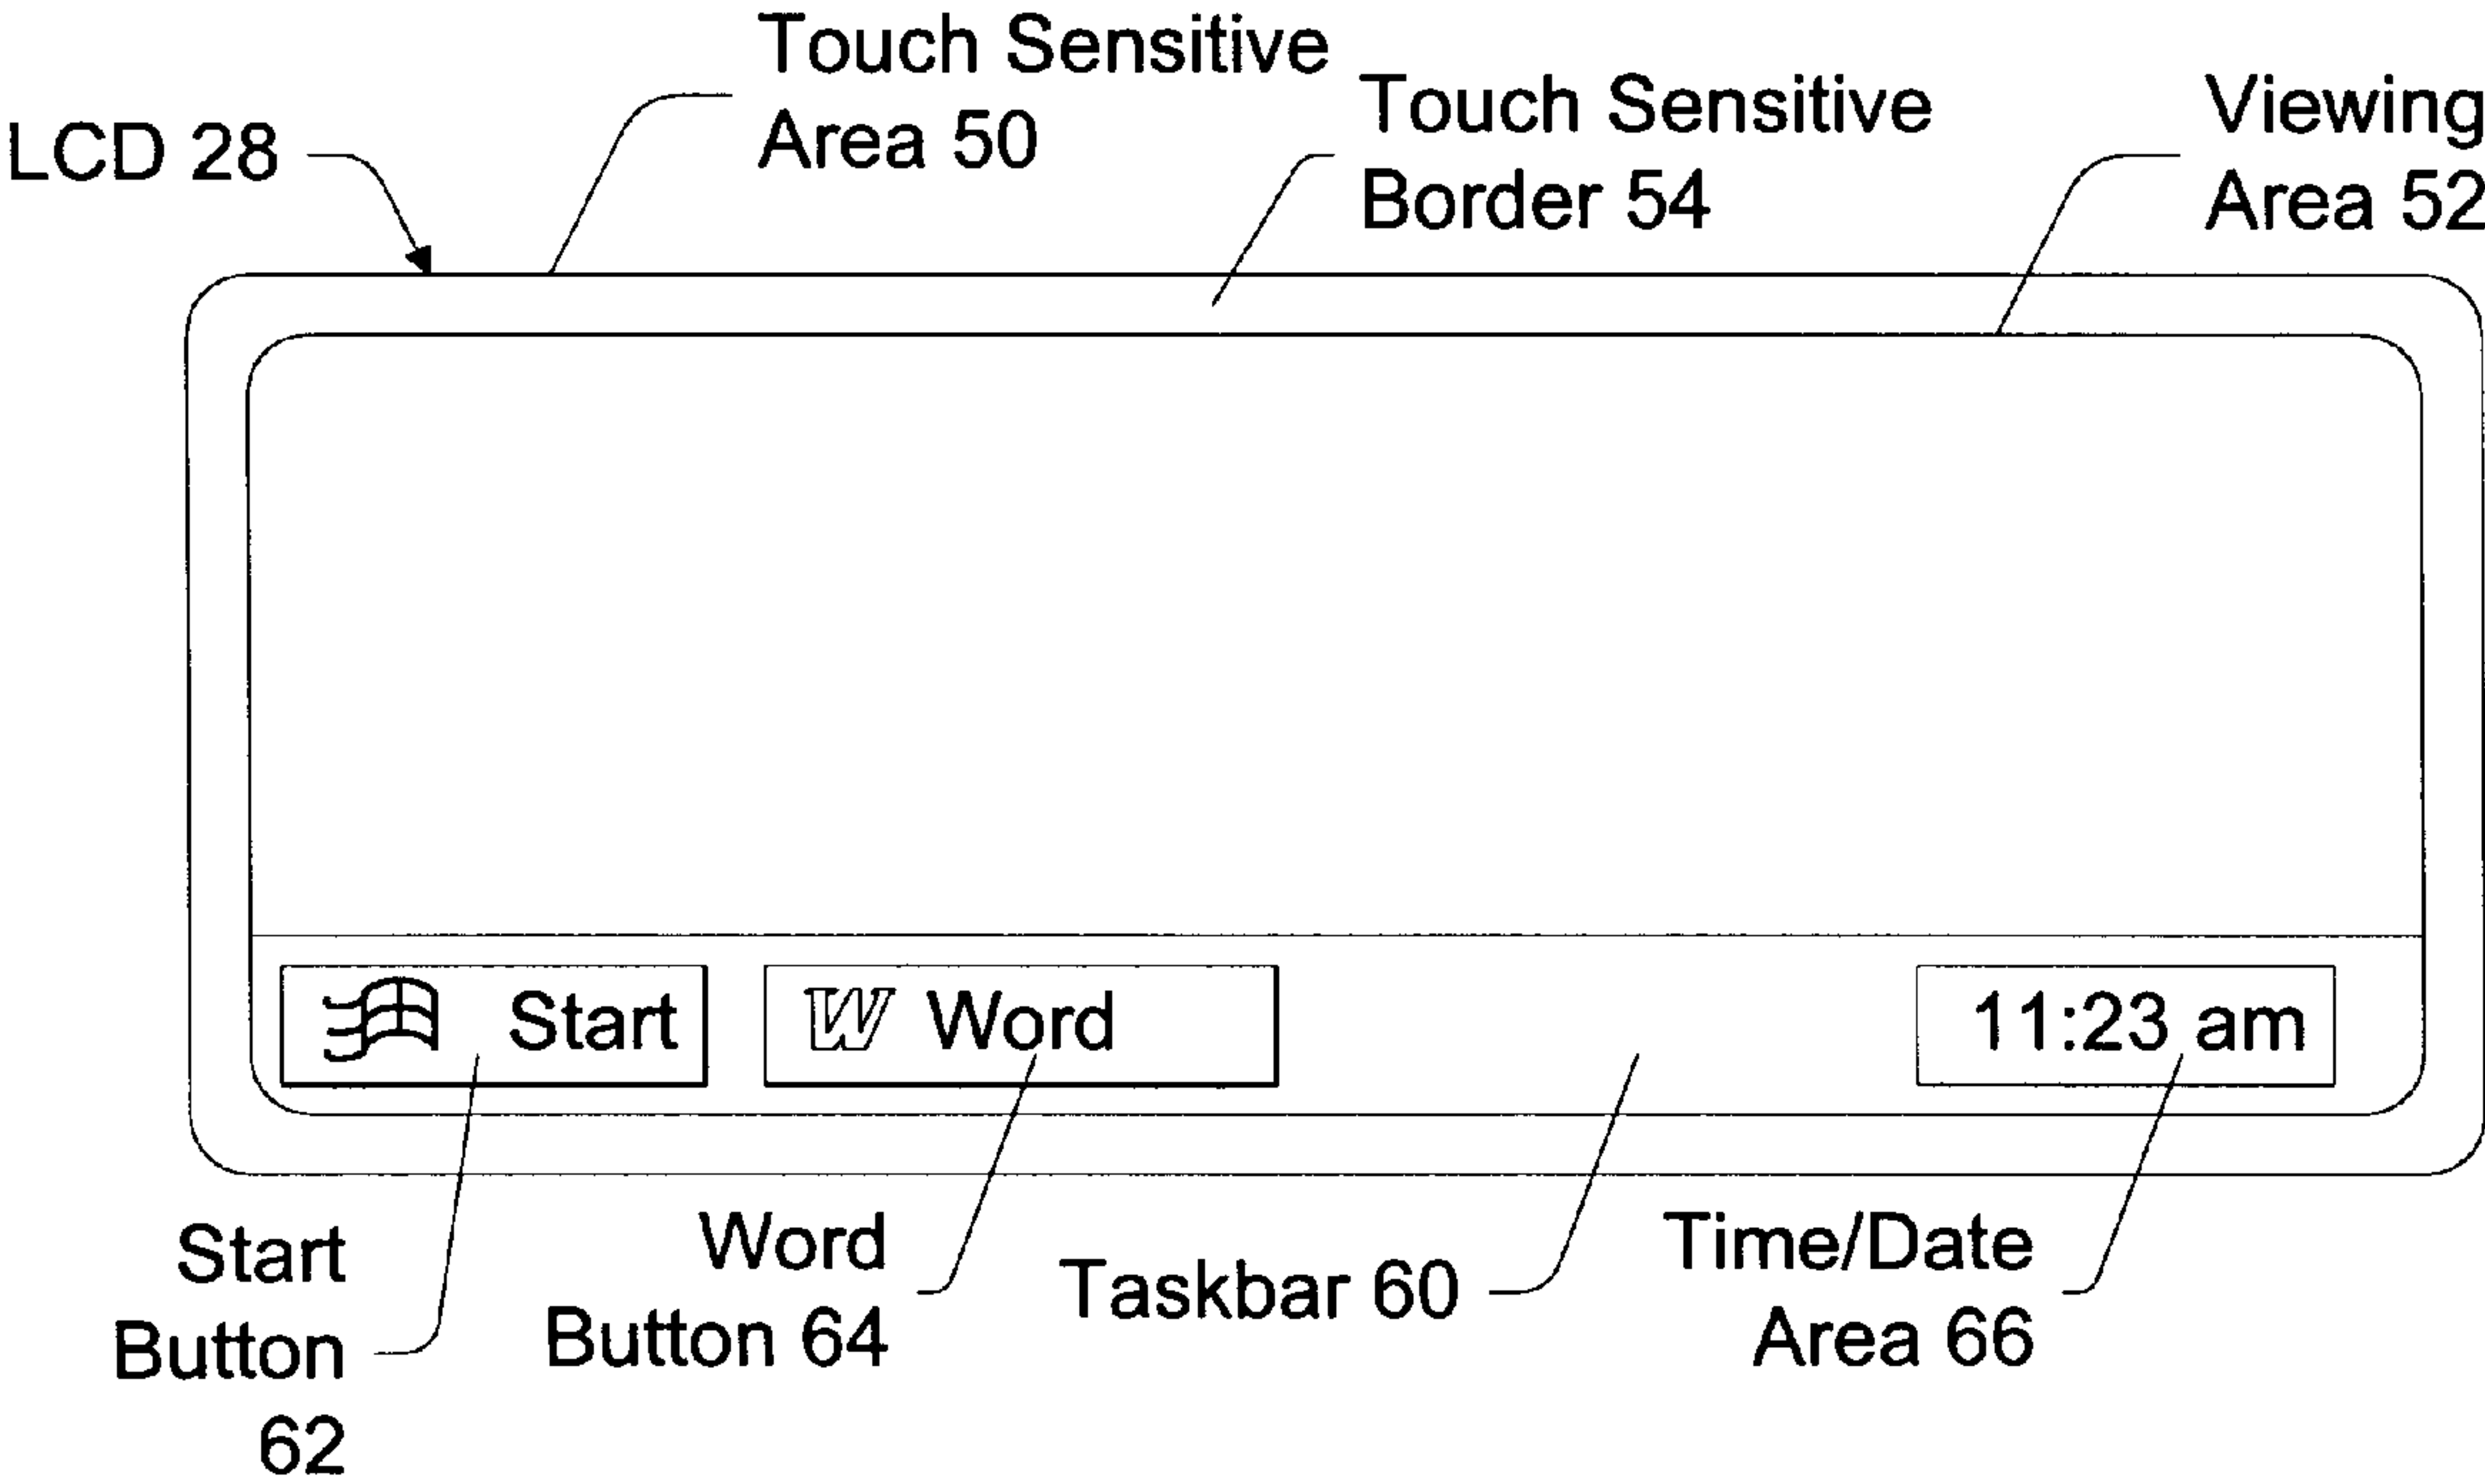 Touch Sensitive
Area 50
Touch Sensitive
Border 54
Viewing
Area 52
LCD 28
Start
W Word
11:23 am
Start
Button
62
Word
Button 64
Taskbar 60
Time/Date
Area 66